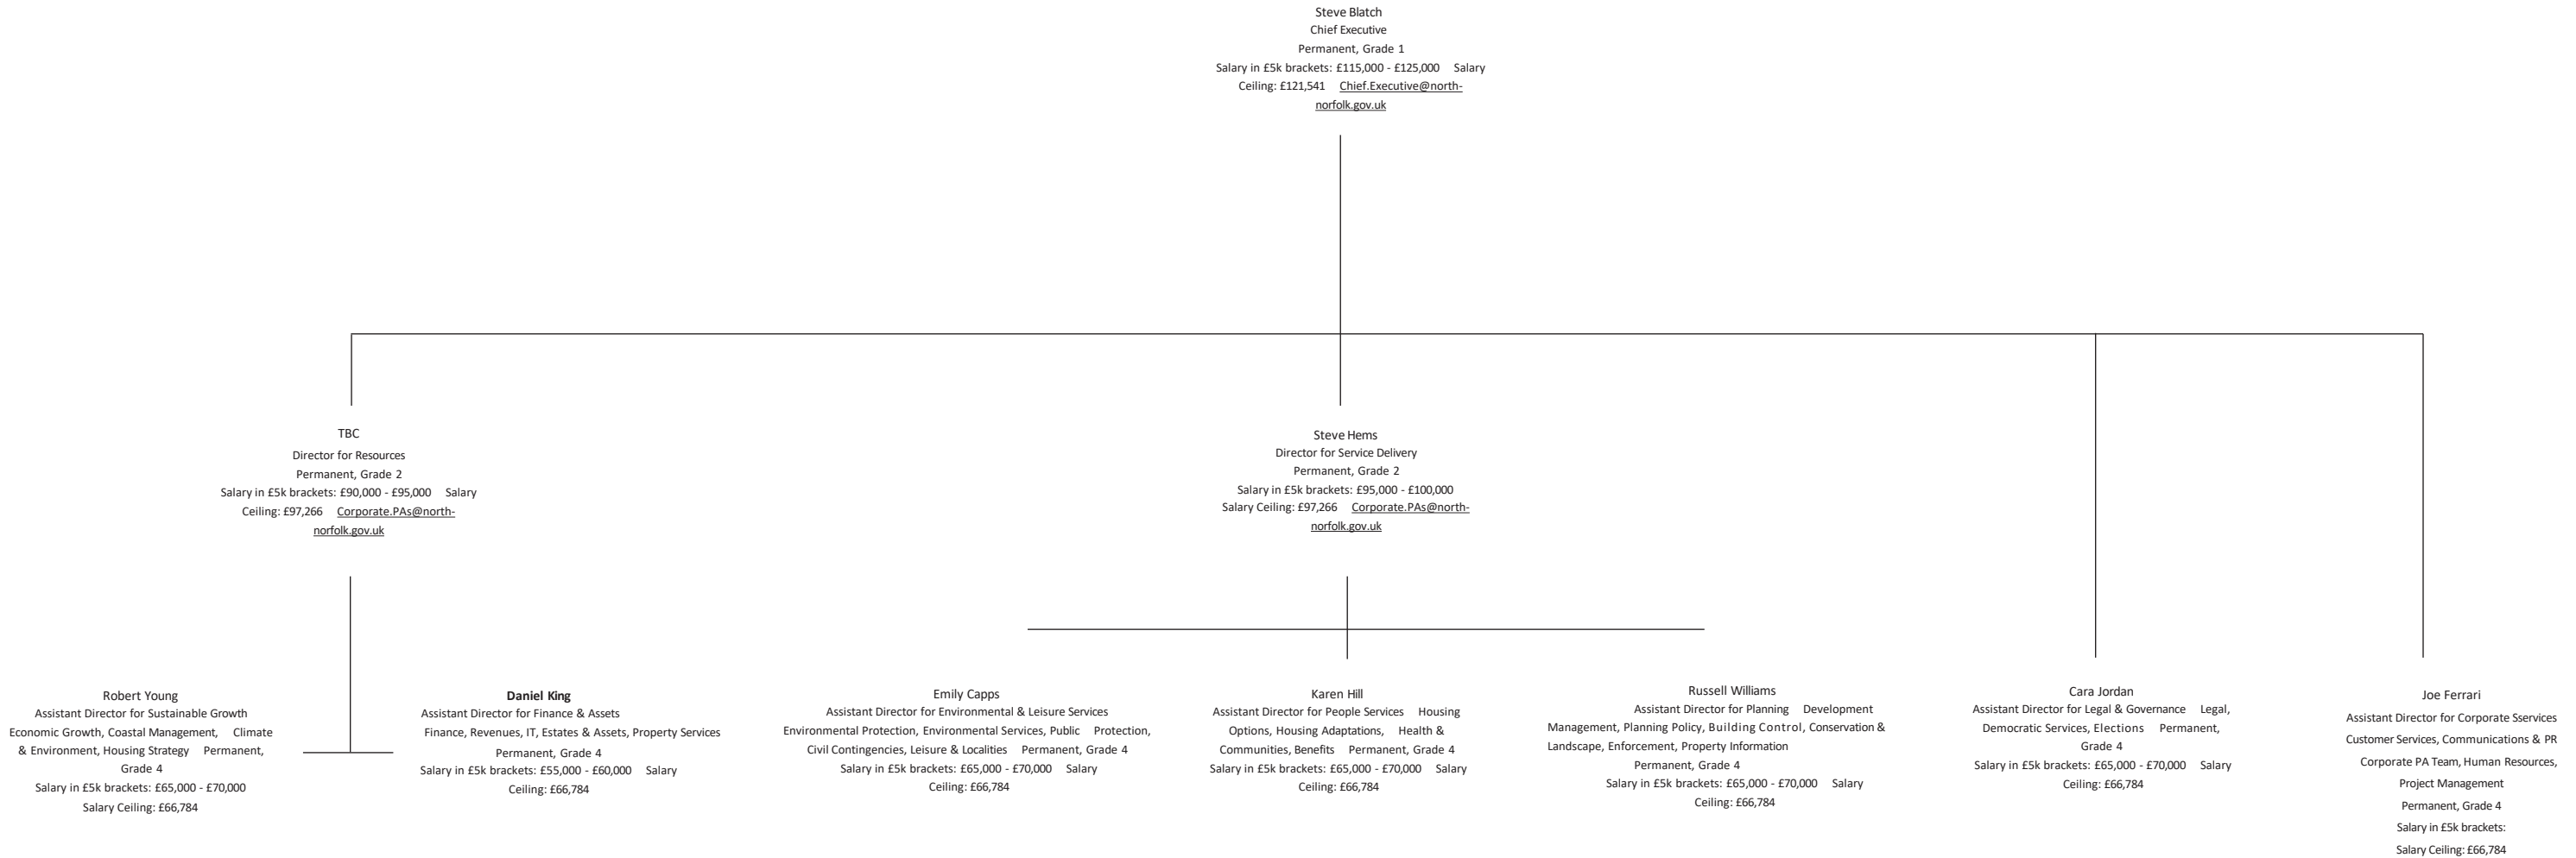 Steve Blatch
Chief Executive
Permanent, Grade 1
Salary in £5k brackets: £115,000 - £125,000 Salary
Ceiling: £121,541 Chief.Executive@north-
norfolk.gov.uk
TBC
Director for Resources
Permanent, Grade 2
Salary in £5k brackets: £90,000 - £95,000 Salary
Ceiling: £97,266 Corporate.PAs@north-
norfolk.gov.uk
Steve Hems
Director for Service Delivery
Permanent, Grade 2
Salary in £5k brackets: £95,000 - £100,000
Salary Ceiling: £97,266 Corporate.PAs@north-
norfolk.gov.uk
Robert Young
Assistant Director for Sustainable Growth
Economic Growth, Coastal Management, Climate
& Environment, Housing Strategy Permanent,
Grade 4
Salary in £5k brackets: £65,000 - £70,000
Salary Ceiling: £66,784
Daniel King
Assistant Director for Finance & Assets
Finance, Revenues, IT, Estates & Assets, Property Services
Permanent, Grade 4
Salary in £5k brackets: £55,000 - £60,000 Salary
Ceiling: £66,784
Emily Capps
Assistant Director for Environmental & Leisure Services
Environmental Protection, Environmental Services, Public Protection,
Civil Contingencies, Leisure & Localities Permanent, Grade 4
Salary in £5k brackets: £65,000 - £70,000 Salary
Ceiling: £66,784
Karen Hill
Assistant Director for People Services Housing
Options, Housing Adaptations, Health &
Communities, Benefits Permanent, Grade 4
Salary in £5k brackets: £65,000 - £70,000 Salary
Ceiling: £66,784
Russell Williams
Assistant Director for Planning Development
Management, Planning Policy, Building Control, Conservation &
Landscape, Enforcement, Property Information
Permanent, Grade 4
Salary in £5k brackets: £65,000 - £70,000 Salary
Ceiling: £66,784
Cara Jordan
Assistant Director for Legal & Governance Legal,
Democratic Services, Elections Permanent,
Grade 4
Salary in £5k brackets: £65,000 - £70,000 Salary
Ceiling: £66,784
Joe Ferrari
Assistant Director for Corporate Sservices
Customer Services, Communications & PR
Corporate PA Team, Human Resources,
Project Management
Permanent, Grade 4
Salary in £5k brackets:
Salary Ceiling: £66,784